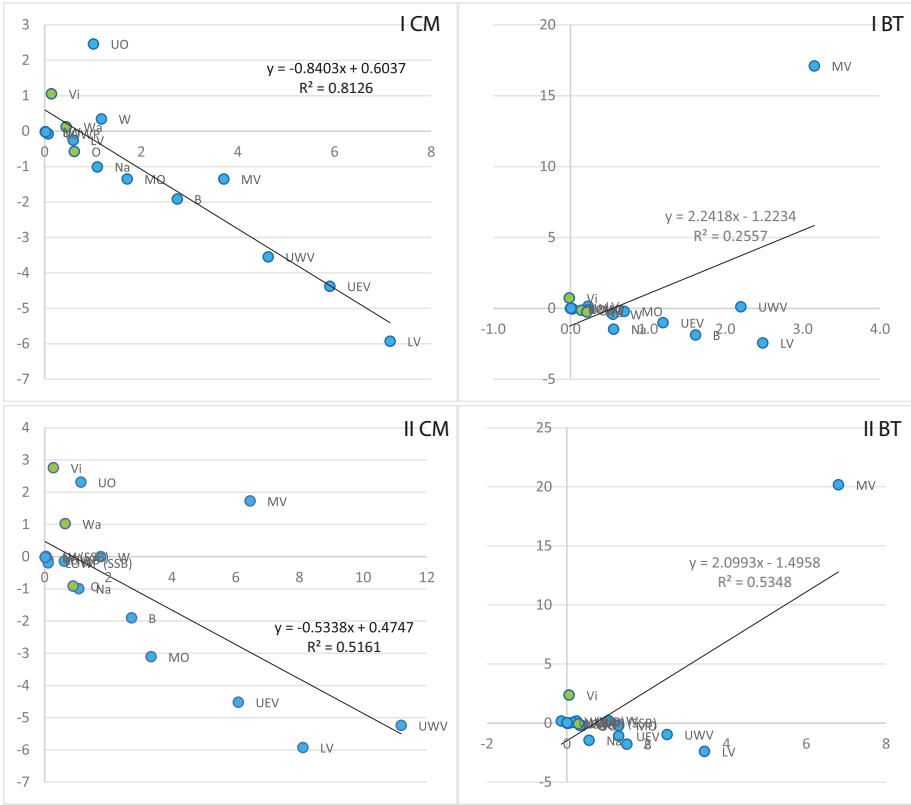 I CM
3
2
1
0
-1
-2
-3
-4
-5
-6
-7
0
2
4
6
8
UO
Vi
W
Wa
LV
O
Na
MO
MV
B
UWV
UEV
LV
y = -0.8403x + 0.6037
R² = 0.8126
I BT
20
15
10
5
0
-5
-1.0
0.0
1.0
2.0
3.0
4.0
MV
Vi
W
MO
Na
UEV
B
UWV
LV
y = 2.2418x - 1.2234
R² = 0.2557
II CM
4
3
2
1
0
-1
-2
-3
-4
-5
-6
-7
0
2
4
6
8
10
12
Vi
UO
MV
Wa
W
O
Na
B
MO
UEV
UWV
LV
y = -0.5338x + 0.4747
R² = 0.5161
II BT
25
20
15
10
5
0
-5
-2
0
2
4
6
8
MV
Vi
W
MO
Na
UEV
UWV
LV
y = 2.0993x - 1.4958
R² = 0.5348